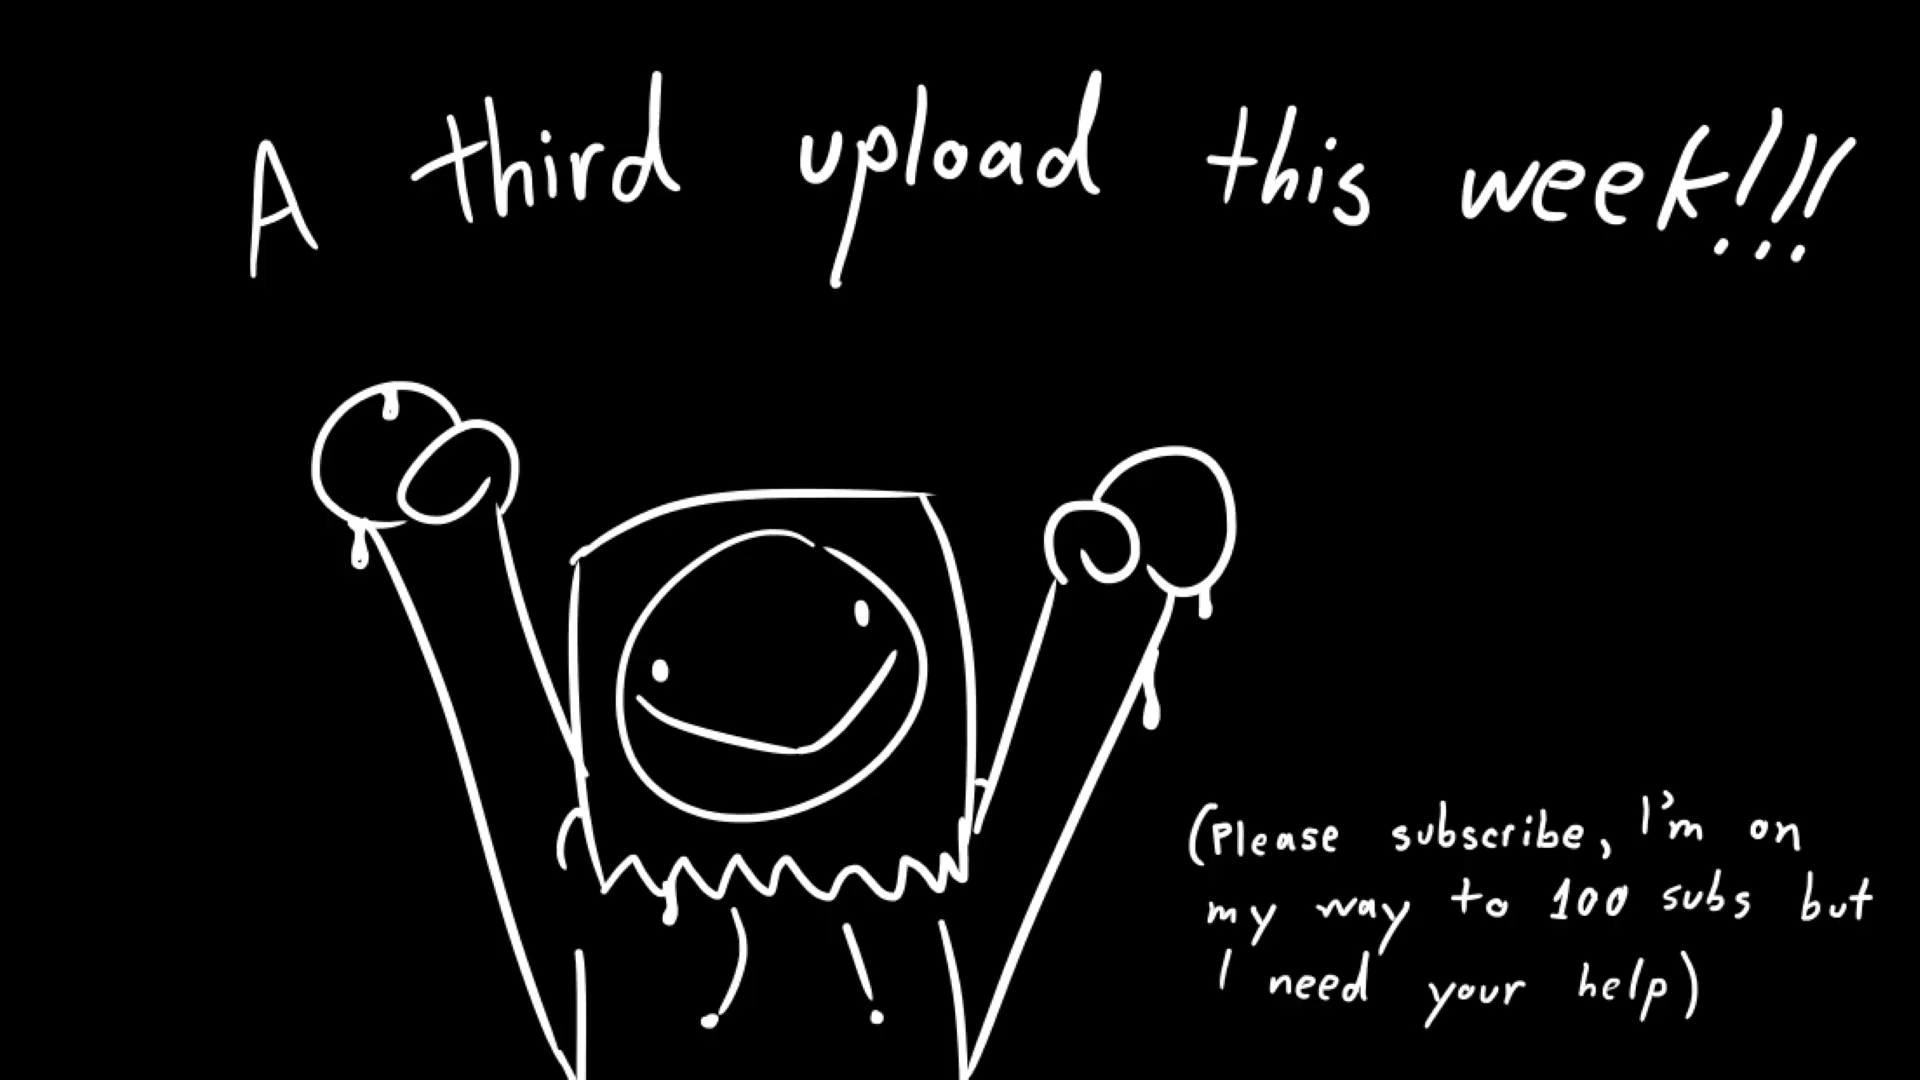 A third upload this week!!!
(Please subscribe, I'm on
my way to 100 subs but
I need your help)